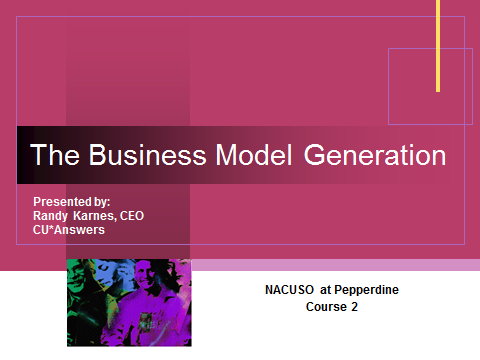 The Business Model Generation
Presented by:
Randy Karnes, CEO
CU*Answers
NACUSO at Pepperdine
Course 2